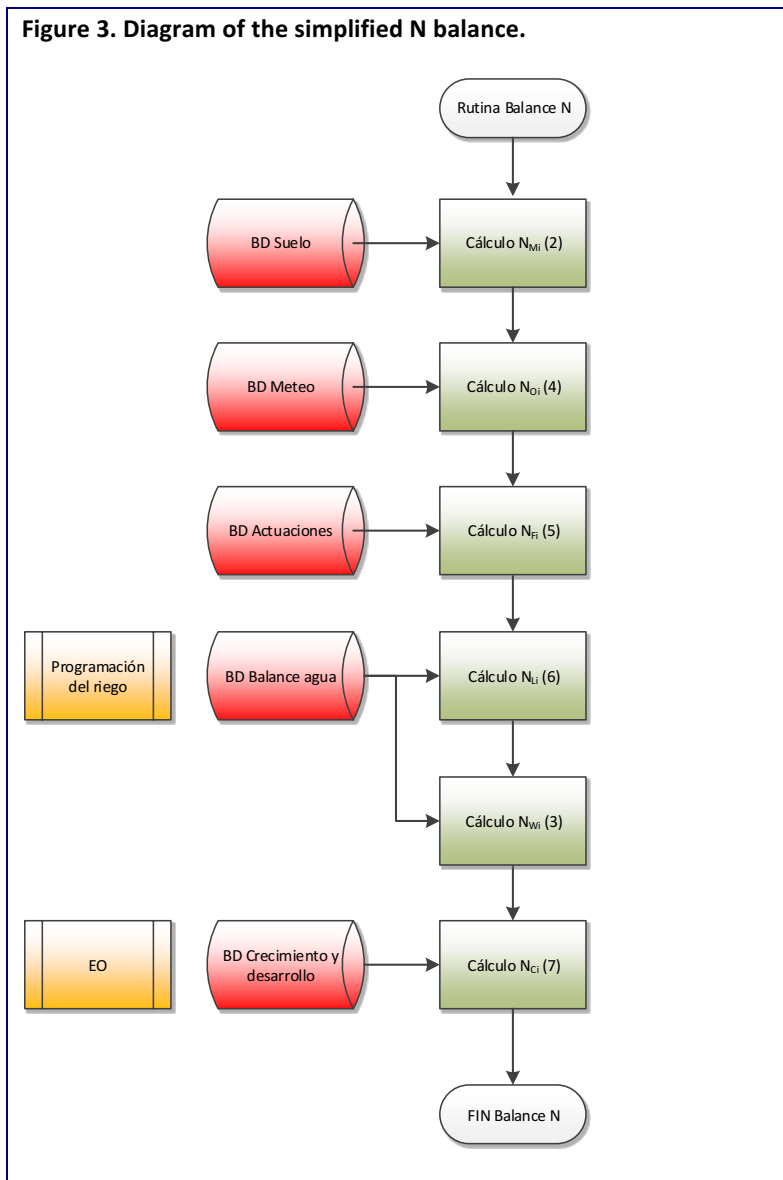 Figure 3. Diagram of the simplified N balance.
Rutina Balance N
BD Suelo
Cálculo NMi (2)
BD Meteo
Cálculo NOi (4)
BD Actuaciones
Cálculo NFi (5)
Programación
del riego
BD Balance agua
Cálculo NLi (6)
Cálculo NWi (3)
EO
BD Crecimiento y
desarrollo
Cálculo NCi (7)
FIN Balance N